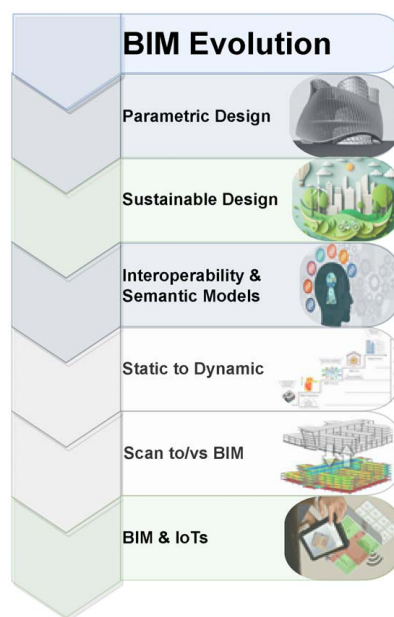 BIM Evolution
Parametric Design
Sustainable Design
Interoperability &
Semantic Models
Static to Dynamic
Scan to/vs BIM
BIM & IoTs